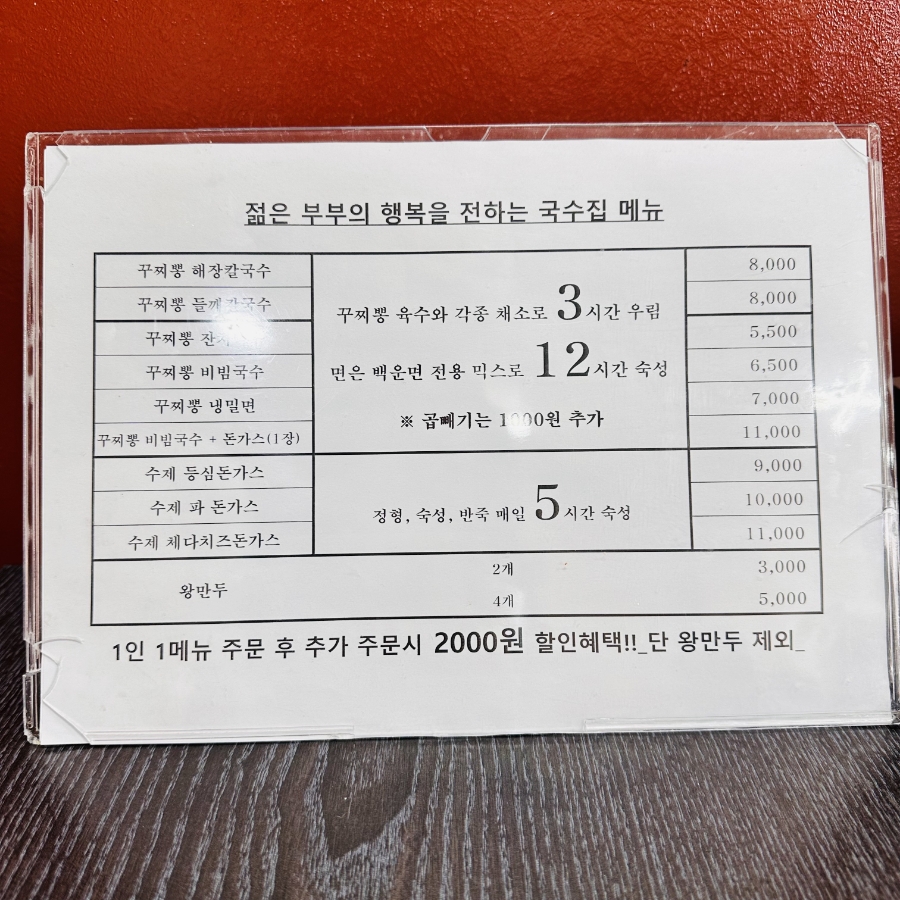 젊은 부부의 행복을 전하는 국수집 메뉴
꾸찌뽕 해장칼국수 8,000
꾸찌뽕 들깨칼국수 8,000
꾸찌뽕 5,500
꾸찌뽕 비빔국수 6,500
꾸찌뽕 냉밀면 7,000
꾸찌뽕 비빔국수 + 돈가스(1장) 11,000
꾸찌뽕 육수와 각종 채소로 3시간 우림
면은 백운면 전용 믹스로 12시간 숙성
※ 곱빼기는 1000원 추가
수제 등심돈가스 9,000
수제 파 돈가스 10,000
수제 체다치즈돈가스 11,000
정형, 숙성, 반죽 매일 5시간 숙성
왕만두
2개 3,000
4개 5,000
1인 1메뉴 주문 후 추가 주문시 2000원 할인혜택!!_단 왕만두 제외_